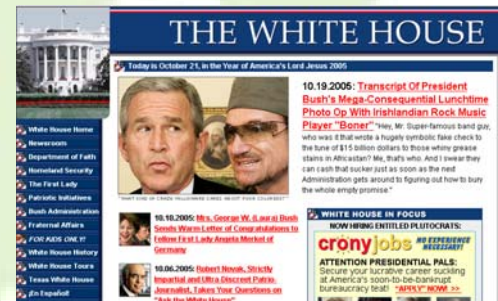 THE WHITE HOUSE
Today is October 21, in the Year of America's Lord Jesus 2005
White House Home
Newsroom
Department of Faith
Homeland Security
The First Lady
Patriotic Initiatives
Bush Administration
Fraternal Affairs
FOR KIDS ONLY!
White House History
White House Tours
Texas White House
¡En Español!
10.19.2005: Transcript Of President
Bush's Mega-Consequential Lunchtime
Photo Op With Irishlandian Rock Music
Player "Boner" "Hey, Mr. Super-famous band guy,
who was it that wrote a hugely symbolic fake check to
the tune of $15 billion dollars to those whiny grease
stains in Africastan? Me, that's who. And I swear they
can cash that sucker just as soon as the next
Administration gets around to figuring out how to bury
the whole empty promise."
10.10.2005: Mrs. George W. (Laura) Bush
Sends Warm Letter of Congratulations to
Fellow First Lady Angela Merkel of
Germany
10.06.2005: Robert Novak, Strictly
Impartial and Ultra Discreet Patrio-
Journalist, Takes Your Questions on
"Ask the White House"
WHITE HOUSE IN FOCUS
NOW HIRING ENTITLED PLUTOCRATS:
cronyjobs NO EXPERIENCE
NECESSARY!
ATTENTION PRESIDENTIAL PALS:
Secure your lucrative career suckling
at America's soon-to-be-bankrupt
bureaucracy teat! "APPLY" NOW! >>